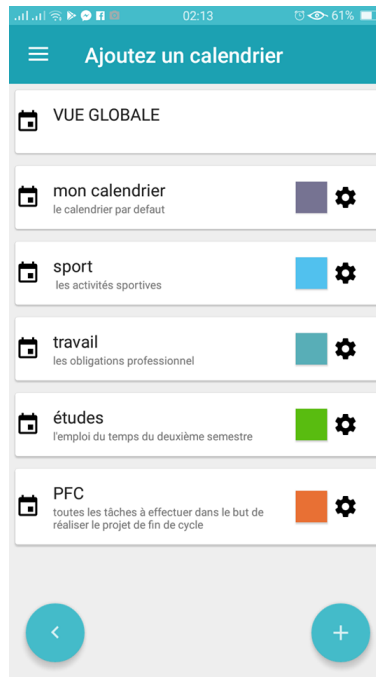 02:13
61%
Ajoutez un calendrier
VUE GLOBALE
mon calendrier
le calendrier par defaut
sport
les activités sportives
travail
les obligations professionnel
études
l'emploi du temps du deuxième semestre
PFC
toutes les tâches à effectuer dans le but de
réaliser le projet de fin de cycle